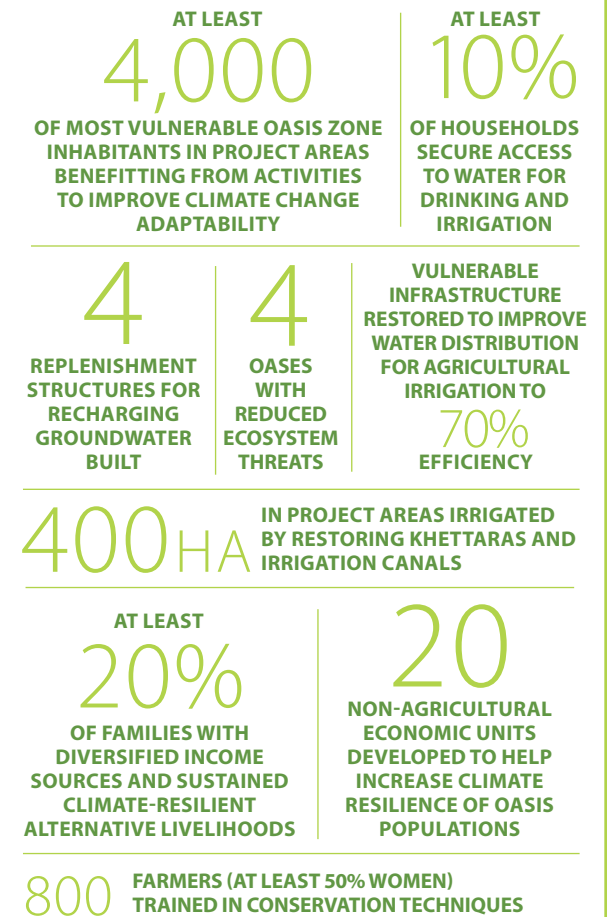 AT LEAST
4,000
OF MOST VULNERABLE OASIS ZONE
INHABITANTS IN PROJECT AREAS
BENEFITTING FROM ACTIVITIES
TO IMPROVE CLIMATE CHANGE
ADAPTABILITY
AT LEAST
10%
OF HOUSEHOLDS
SECURE ACCESS
TO WATER FOR
DRINKING AND
IRRIGATION
4
REPLENISHMENT
STRUCTURES FOR
RECHARGING
GROUNDWATER
BUILT
4
OASES
WITH
REDUCED
ECOSYSTEM
THREATS
VULNERABLE
INFRASTRUCTURE
RESTORED TO IMPROVE
WATER DISTRIBUTION
FOR AGRICULTURAL
IRRIGATION TO
70%
EFFICIENCY
400 HA
IN PROJECT AREAS IRRIGATED
BY RESTORING KHETTARAS AND
IRRIGATION CANALS
AT LEAST
20%
OF FAMILIES WITH
DIVERSIFIED INCOME
SOURCES AND SUSTAINED
CLIMATE-RESILIENT
ALTERNATIVE LIVELIHOODS
20
NON-AGRICULTURAL
ECONOMIC UNITS
DEVELOPED TO HELP
INCREASE CLIMATE
RESILIENCE OF OASIS
POPULATIONS
800
FARMERS (AT LEAST 50% WOMEN)
TRAINED IN CONSERVATION TECHNIQUES